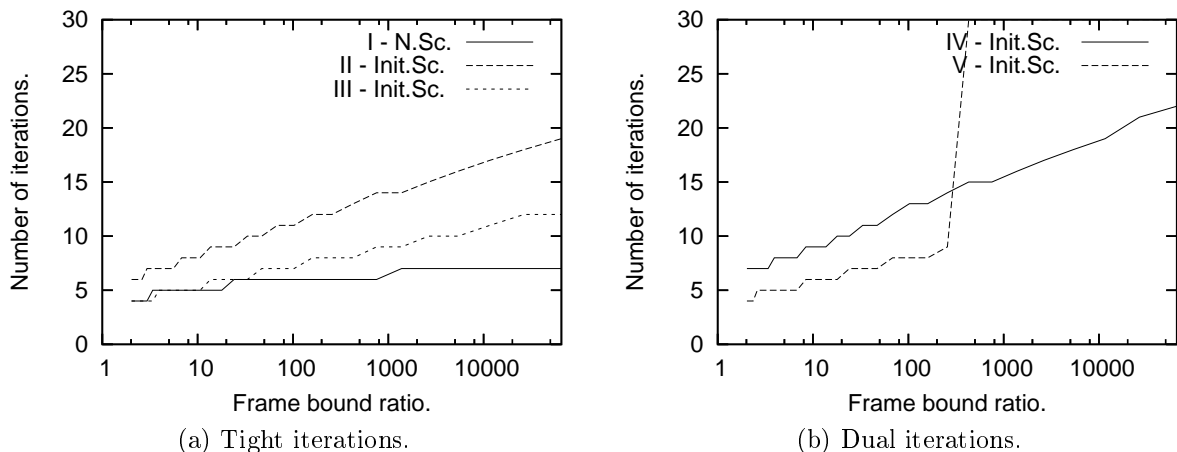 30
25
20
15
10
5
0
Number of iterations.
I - N.Sc.
II - Init.Sc.
III - Init.Sc.
1 10 100 1000 10000
Frame bound ratio.
(a) Tight iterations.
30
25
20
15
10
5
0
Number of iterations.
IV - Init.Sc.
V - Init.Sc.
1 10 100 1000 10000
Frame bound ratio.
(b) Dual iterations.